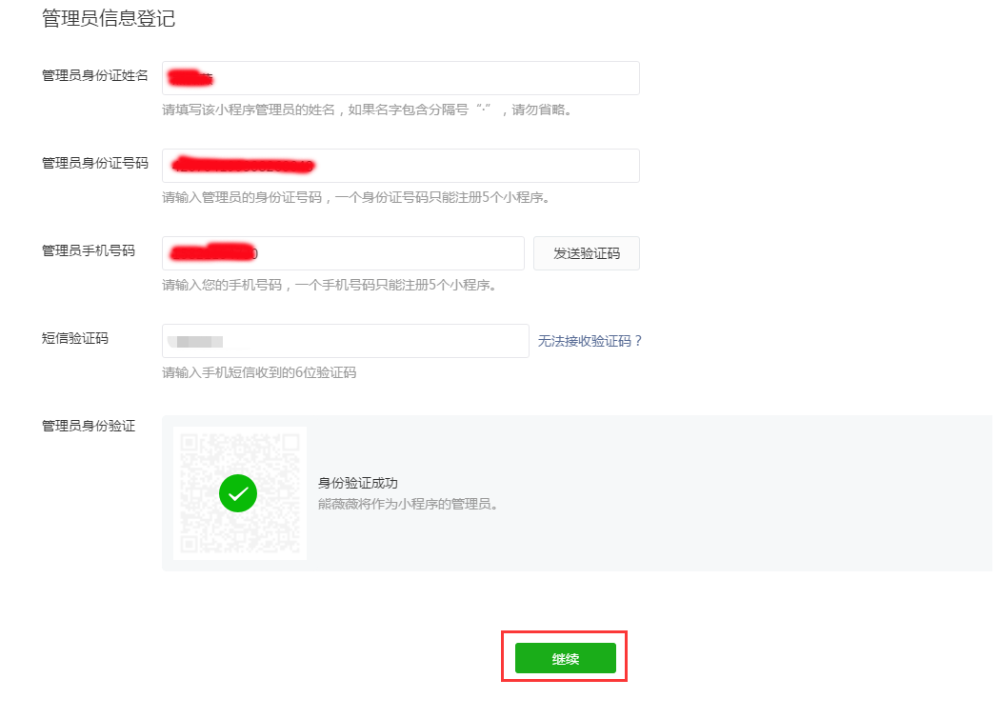 管理员信息登记
管理员身份证姓名
请填写该小程序管理员的姓名，如果名字包含分隔号“·”，请勿省略。
管理员身份证号码
请输入管理员的身份证号码，一个身份证号码只能注册5个小程序。
管理员手机号码
发送验证码
请输入您的手机号码，一个手机号码只能注册5个小程序。
短信验证码
无法接收验证码？
请输入手机短信收到的6位验证码
管理员身份验证
身份验证成功
熊薇薇将作为小程序的管理员。
继续